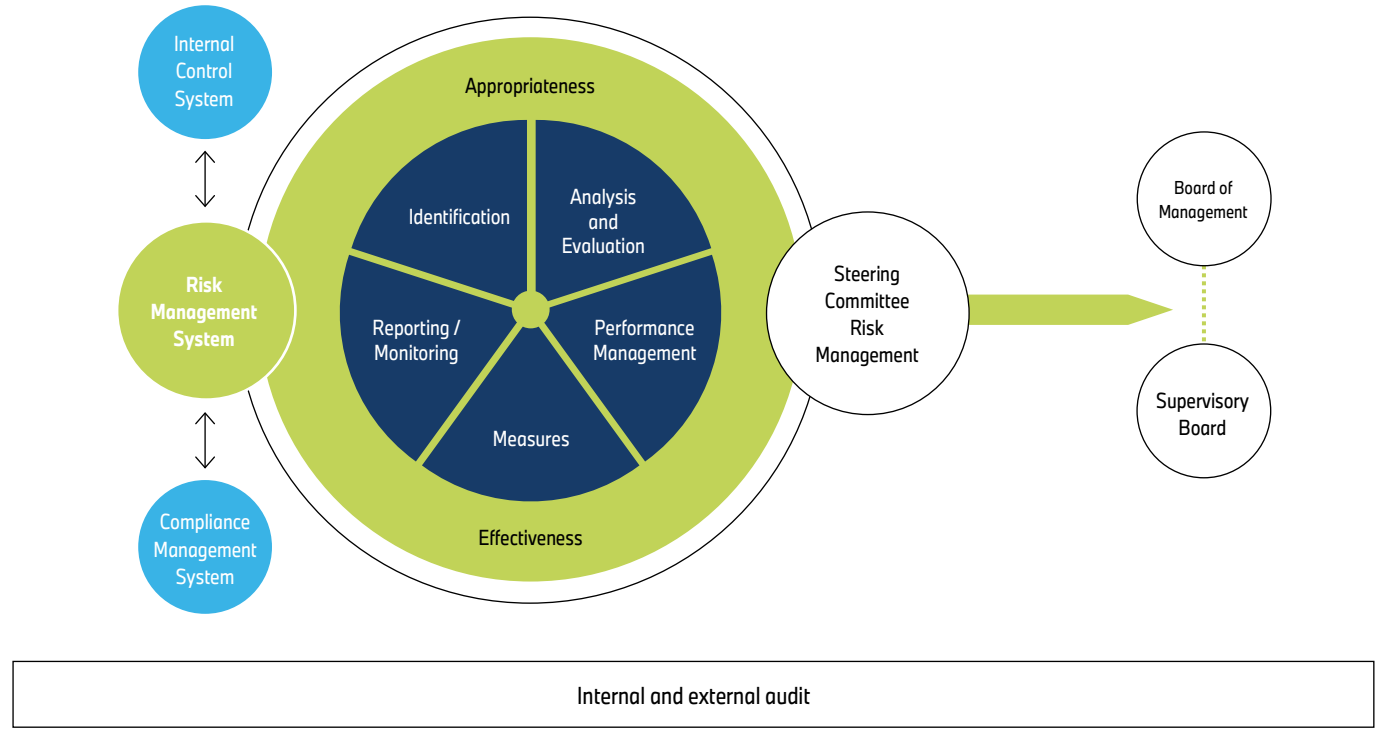 Internal
Control
System
Risk
Management
System
Compliance
Management
System
Appropriateness
Identification
Analysis
and
Evaluation
Reporting /
Monitoring
Performance
Management
Measures
Effectiveness
Steering
Committee
Risk
Management
Board of
Management
Supervisory
Board
Internal and external audit